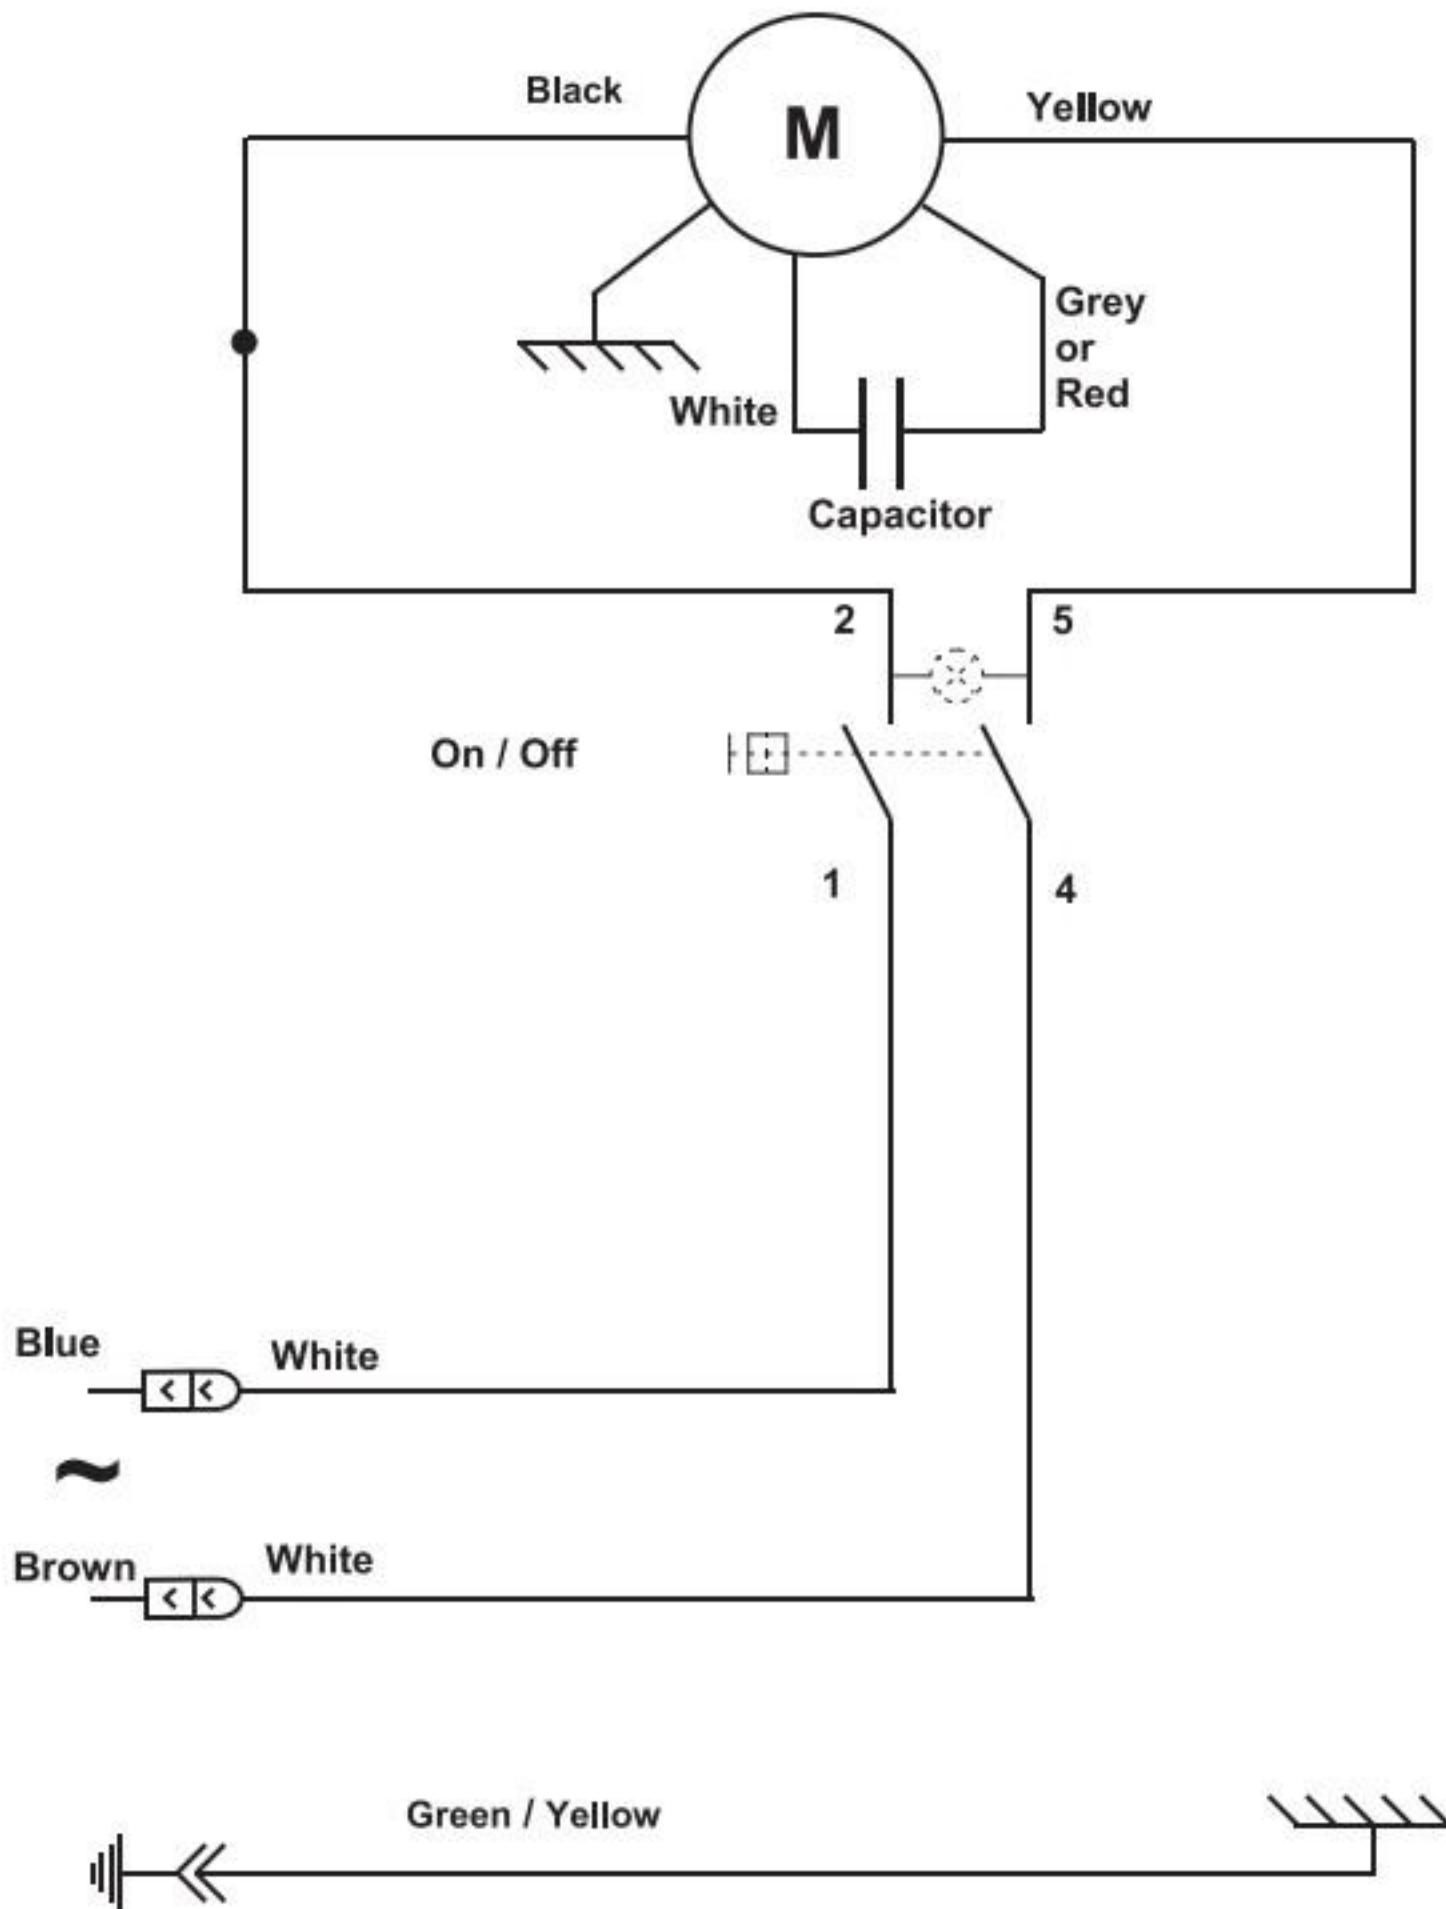 Black
M
Yellow
Grey
or
Red
White
Capacitor
2
5
On / Off
1
4
Blue
White
~
Brown
White
Green / Yellow